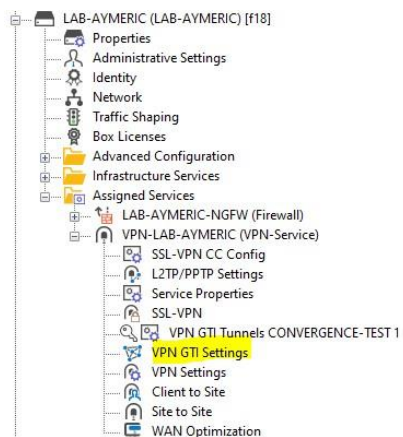 LAB-AYMERIC (LAB-AYMERIC) [f18]
Properties
Administrative Settings
Identity
Network
Traffic Shaping
Box Licenses
Advanced Configuration
Infrastructure Services
Assigned Services
LAB-AYMERIC-NGFW (Firewall)
VPN-LAB-AYMERIC (VPN-Service)
SSL-VPN CC Config
L2TP/PPTP Settings
Service Properties
SSL-VPN
VPN GTI Tunnels CONVERGENCE-TEST 1
VPN GTI Settings
VPN Settings
Client to Site
Site to Site
WAN Optimization